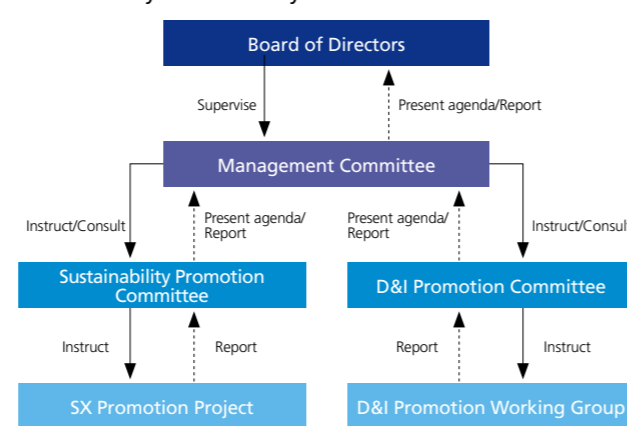 Board of Directors
Supervise
Present agenda/Report
Management Committee
Instruct/Consult
Present agenda/
Report
Present agenda/
Report
Sustainability Promotion
Committee
D&I Promotion Committee
Instruct
Report
Report
Instruct
SX Promotion Project
D&I Promotion Working Group